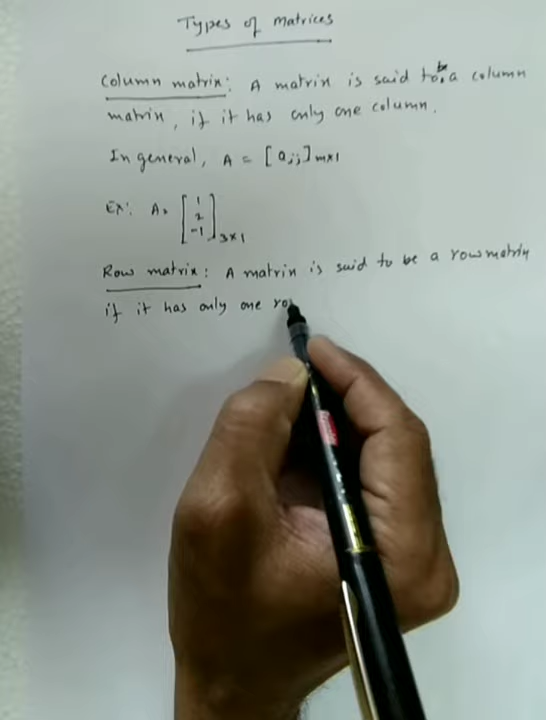 Types of matrices
Column matrix: A matrix is said to be a column
matrix, if it has only one column.
In general, A = [aij]m×1
Ex: A = [1 2 -1]3×1
Row matrix: A matrix is said to be a row matrix
if it has only one ro